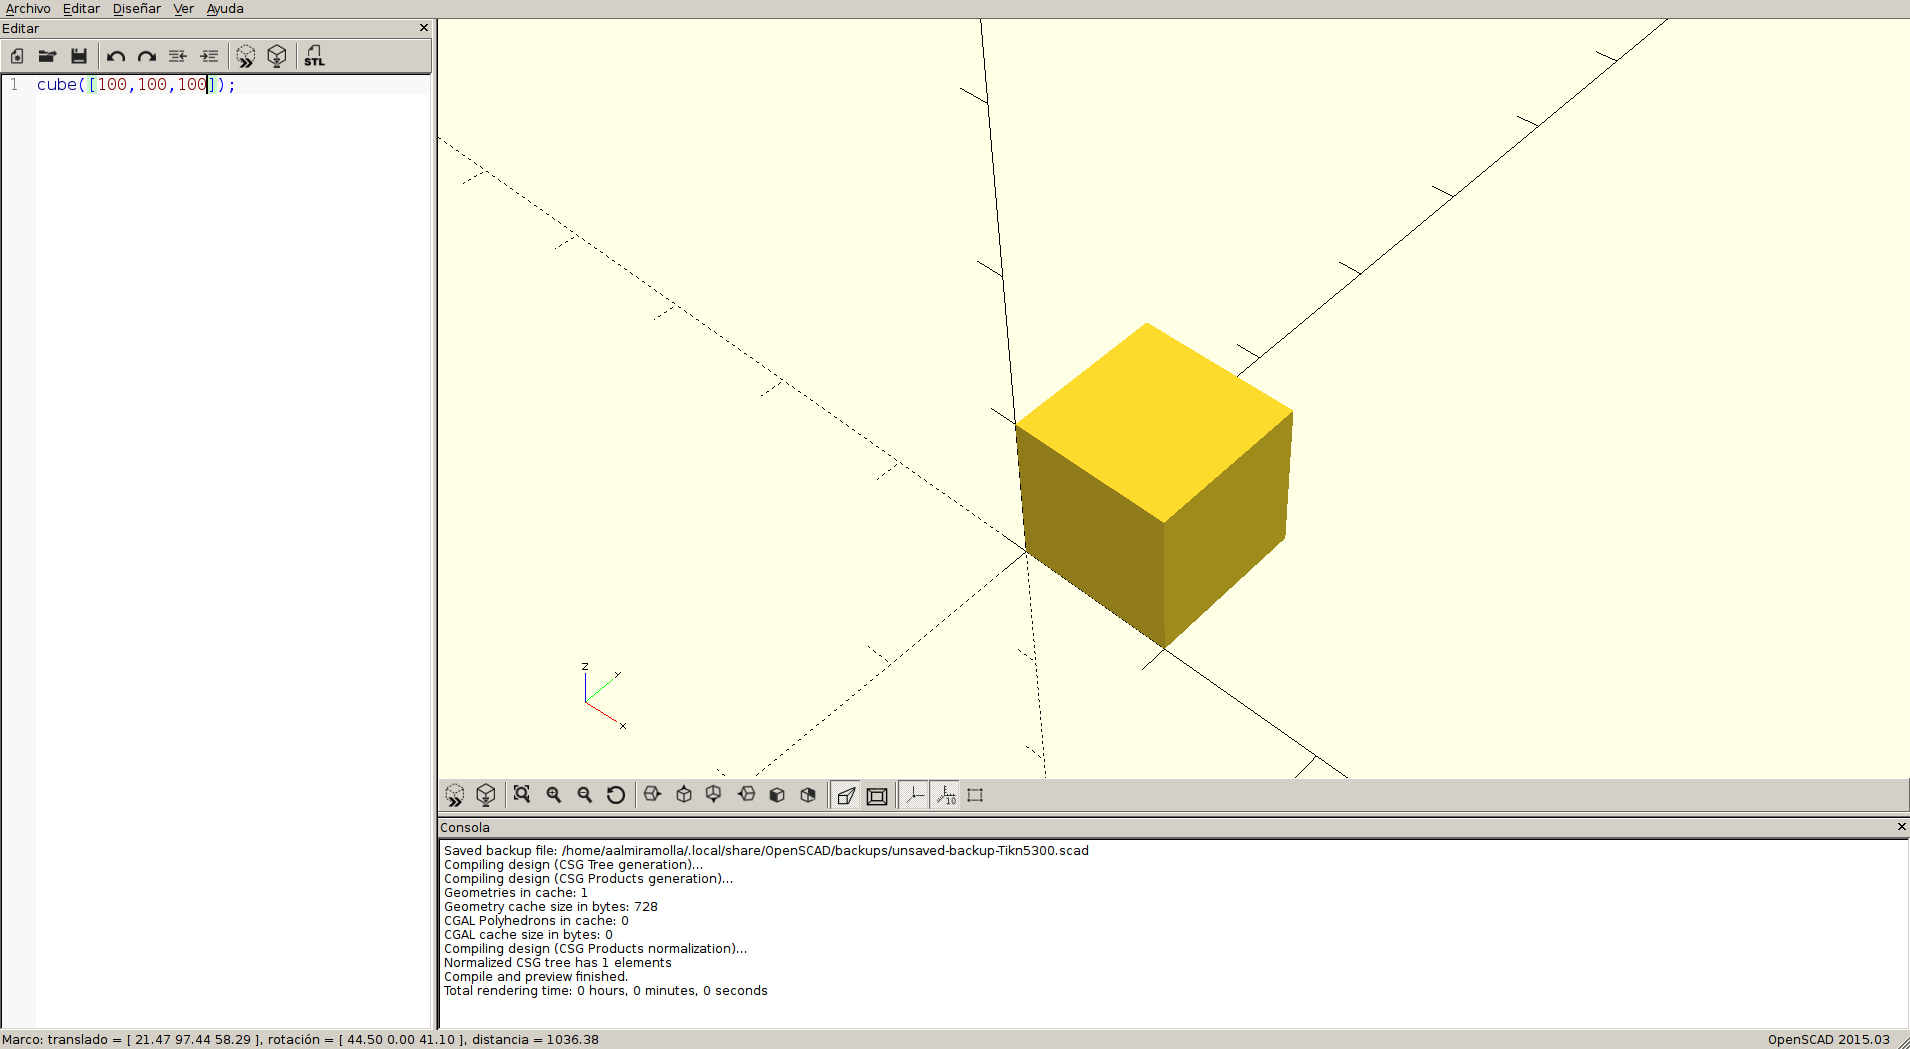 Archivo Editar Diseñar Ver Ayuda
Editar
STL
1 cube([100,100,100]);
z
y
x
10
Consola
Saved backup file: /home/aalmiramolla/.local/share/OpenSCAD/backups/unsaved-backup-Tikn5300.scad
Compiling design (CSG Tree generation)...
Compiling design (CSG Products generation)...
Geometries in cache: 1
Geometry cache size in bytes: 728
CGAL Polyhedrons in cache: 0
CGAL cache size in bytes: 0
Compiling design (CSG Products normalization)...
Normalized CSG tree has 1 elements
Compile and preview finished.
Total rendering time: 0 hours, 0 minutes, 0 seconds
Marco: translado = [ 21.47 97.44 58.29 ], rotación = [ 44.50 0.00 41.10 ], distancia = 1036.38 OpenSCAD 2015.03